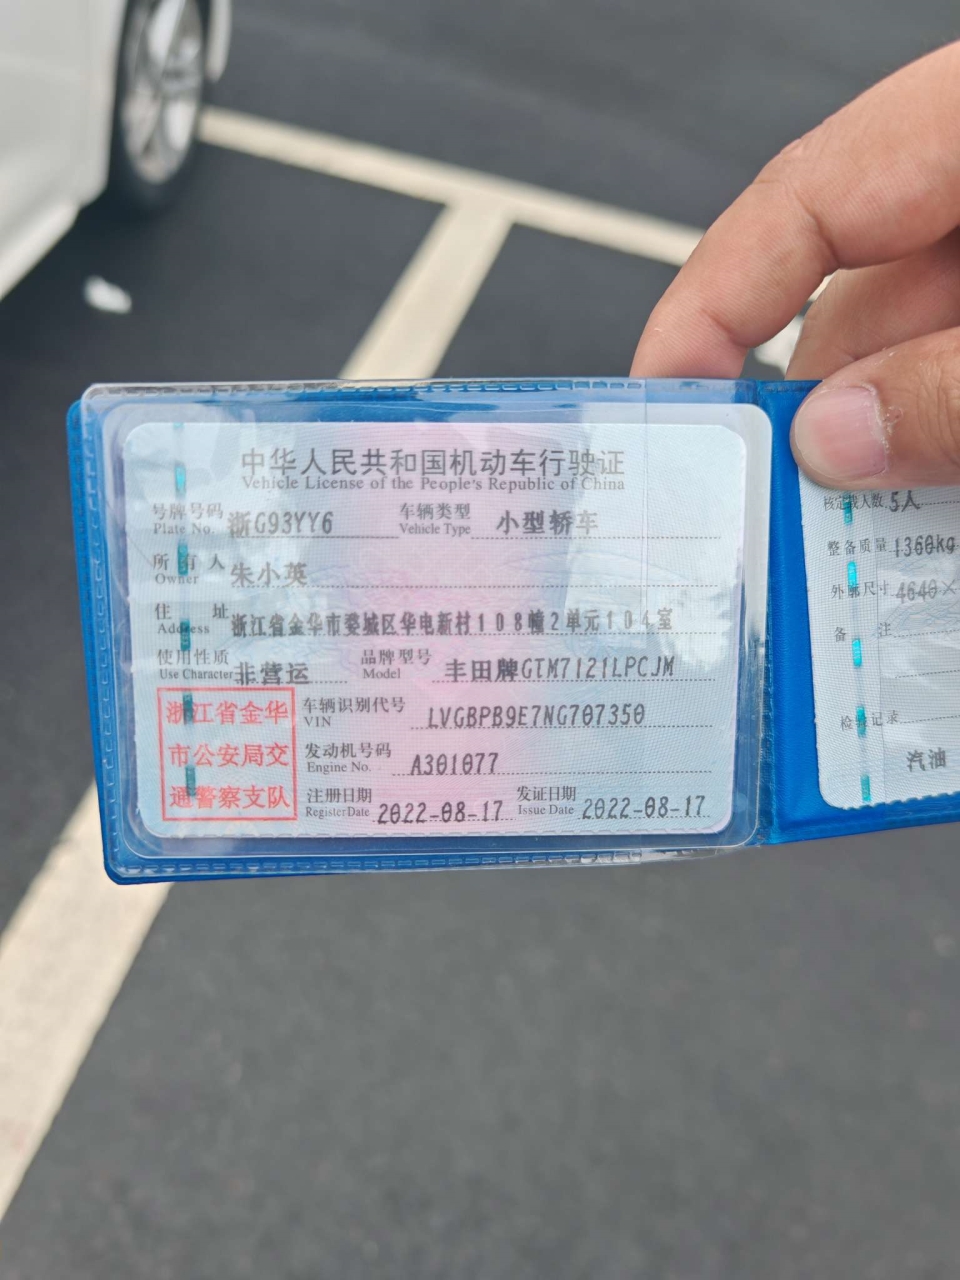 中华人民共和国机动车行驶证
Vehicle License of the People's Republic of China
号牌号码 浙G93YY6 车辆类型 小型轿车
Plate No. Vehicle Type
所有人 朱小英
Owner
住址 浙江省金华市婺城区华电新村108幢2单元104室
Address
使用性质 非营运 品牌型号 丰田牌GTM7121LPCJM
Use Character Model
浙江省金华
市公安局交
通警察支队
车辆识别代号 LVGBPB9E7NG707350
VIN
发动机号码 A301077
Engine No.
注册日期 2022-08-17 发证日期 2022-08-17
Register Date Issue Date
核定载人数 5人
整备质量 1360kg
外廓尺寸 4640×
备注
检验记录
汽油